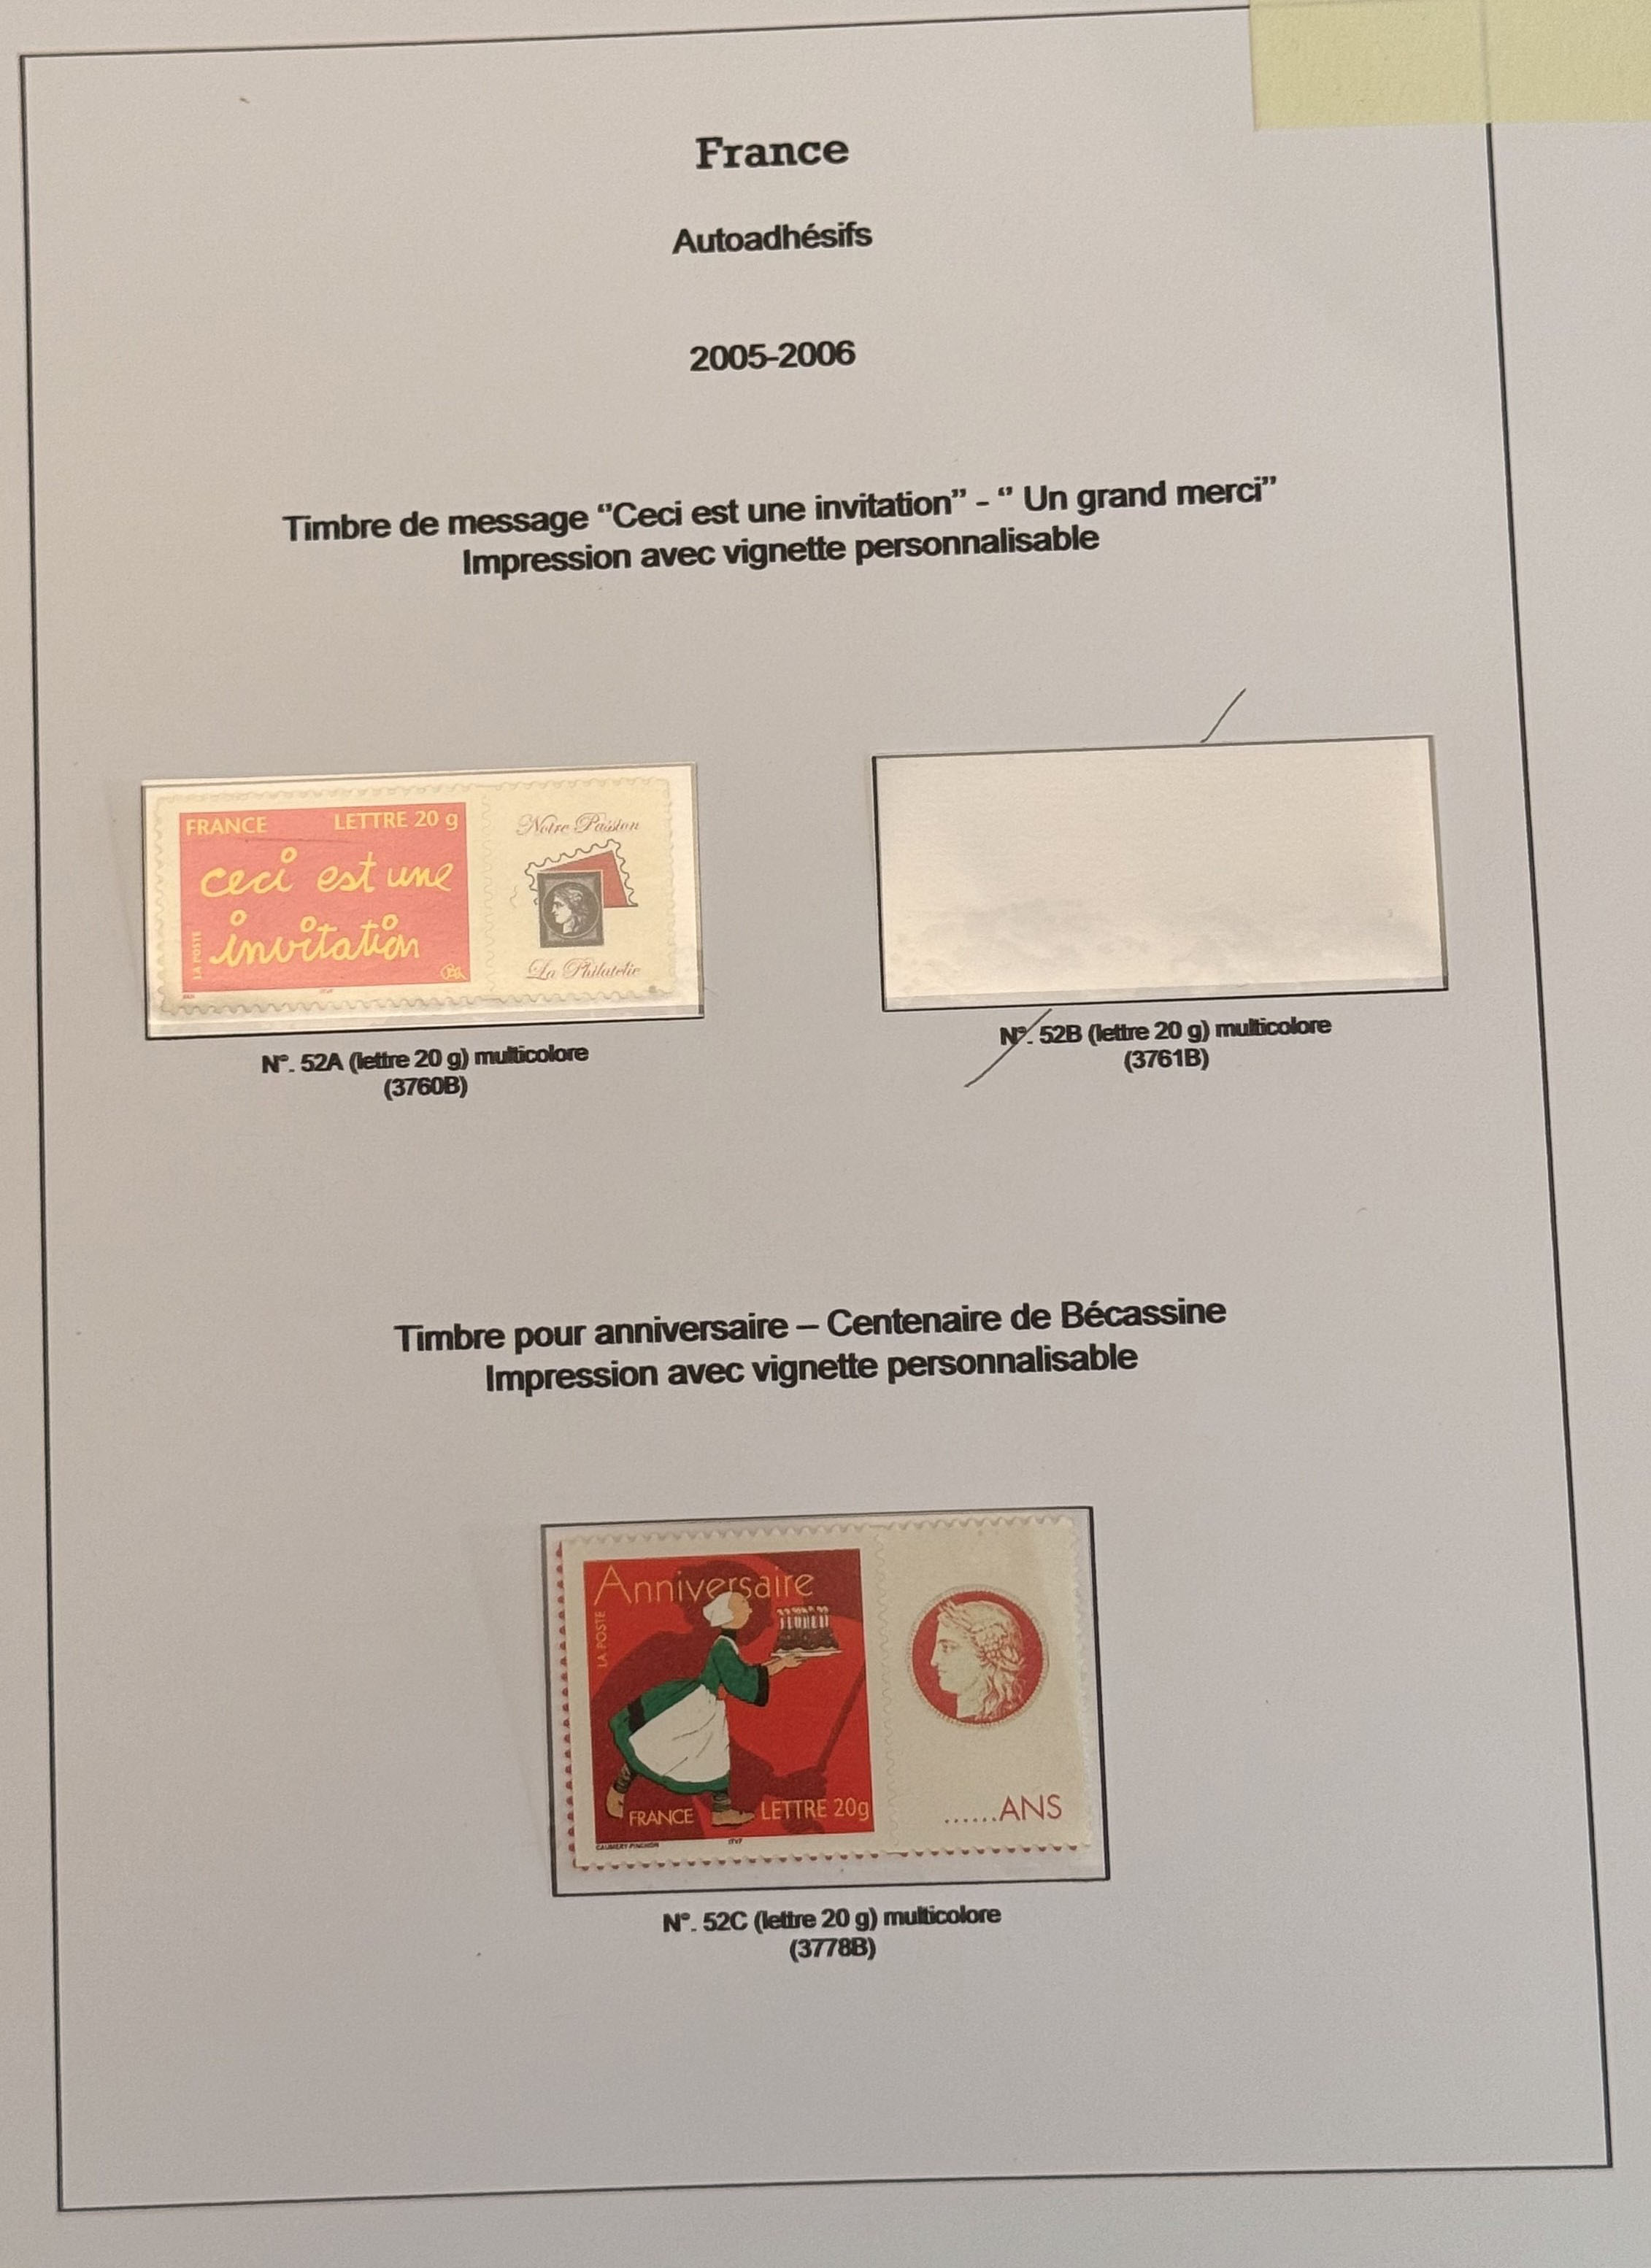 France
Autoadhésifs
2005-2006
Timbre de message "Ceci est une invitation" - " Un grand merci"
Impression avec vignette personnalisable
FRANCE LETTRE 20 g
ceci est une
invitation
LA POSTE
Notre Passion
La Philatélie
N°. 52A (lettre 20 g) multicolore
(3760B)
N°. 52B (lettre 20 g) multicolore
(3761B)
Timbre pour anniversaire – Centenaire de Bécassine
Impression avec vignette personnalisable
Anniversaire
LA POSTE
FRANCE LETTRE 20g
CAUMERY-PINCHON ITVF
......ANS
N°. 52C (lettre 20 g) multicolore
(3778B)